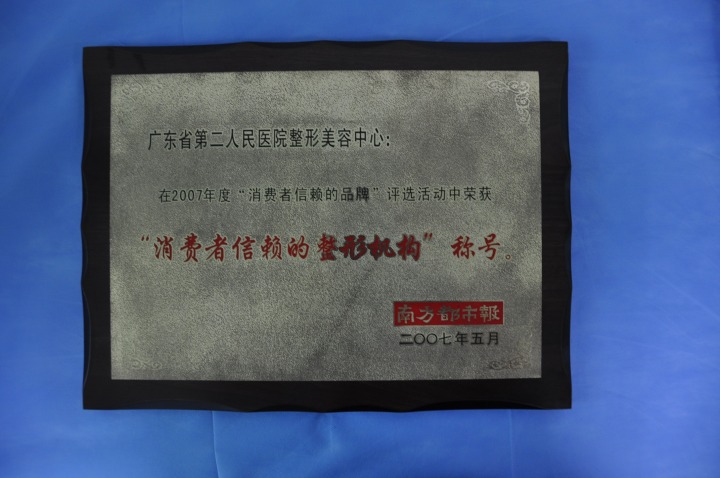 广东省第二人民医院整形美容中心：
在2007年度“消费者信赖的品牌”评选活动中荣获
“消费者信赖的整形机构”称号。
南方都市報
二〇〇七年五月